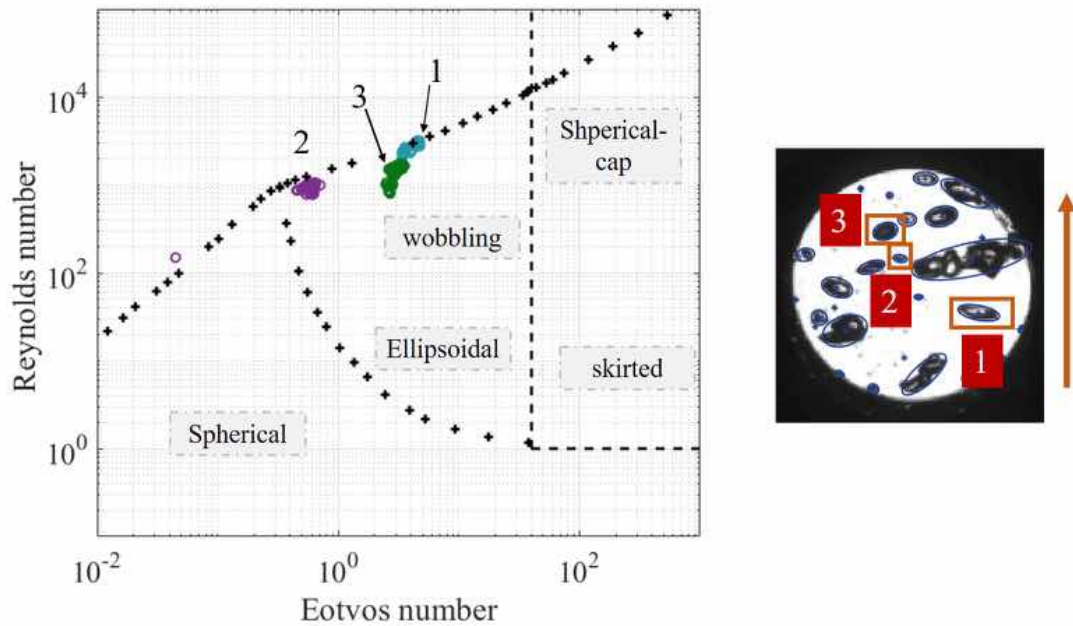 Reynolds number
10^4
10^2
10^0
10^-2
10^0
10^2
Eotvos number
1
3
2
Shperical-
cap
wobbling
Ellipsoidal
skirted
Spherical
3
2
1